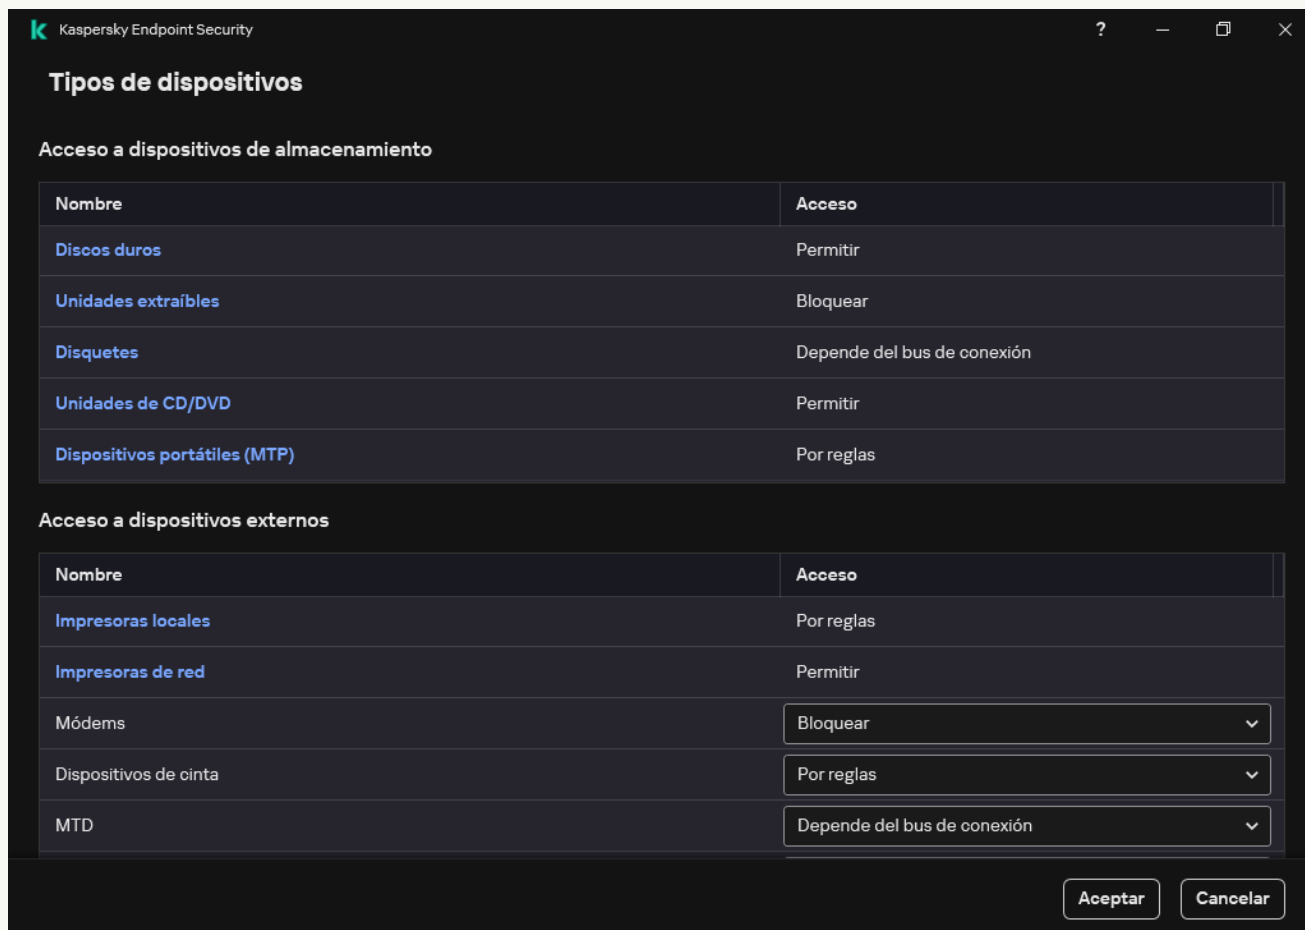 Kaspersky Endpoint Security
?
Tipos de dispositivos
Acceso a dispositivos de almacenamiento
Nombre Acceso
Discos duros Permitir
Unidades extraíbles Bloquear
Disquetes Depende del bus de conexión
Unidades de CD/DVD Permitir
Dispositivos portátiles (MTP) Por reglas
Acceso a dispositivos externos
Nombre Acceso
Impresoras locales Por reglas
Impresoras de red Permitir
Módems Bloquear
Dispositivos de cinta Por reglas
MTD Depende del bus de conexión
Aceptar Cancelar